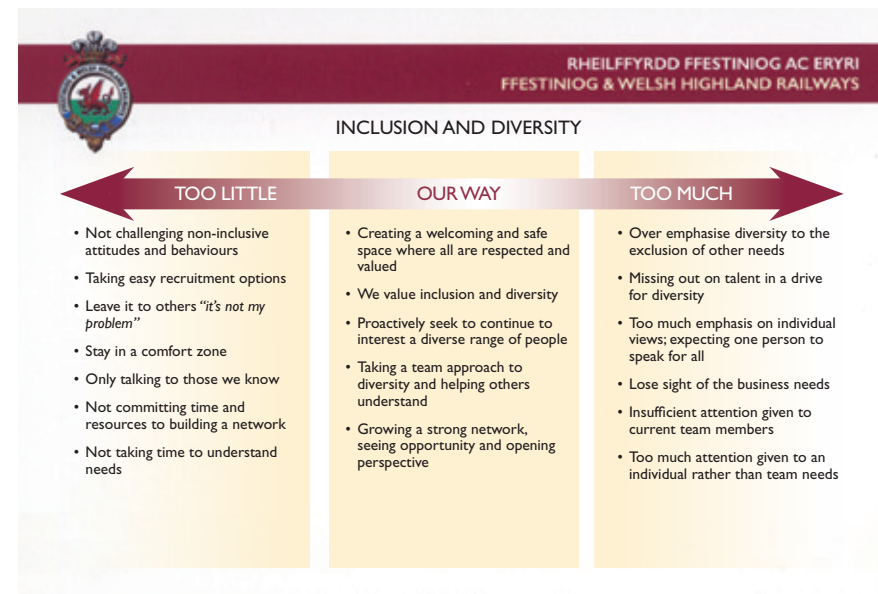 RHEILFFYRDD FFESTINIOG AC ERYRI
FFESTINIOG & WELSH HIGHLAND RAILWAYS
INCLUSION AND DIVERSITY
TOO LITTLE
• Not challenging non-inclusive
attitudes and behaviours
• Taking easy recruitment options
• Leave it to others “it’s not my
problem”
• Stay in a comfort zone
• Only talking to those we know
• Not committing time and
resources to building a network
• Not taking time to understand
needs
OUR WAY
• Creating a welcoming and safe
space where all are respected and
valued
• We value inclusion and diversity
• Proactively seek to continue to
interest a diverse range of people
• Taking a team approach to
diversity and helping others
understand
• Growing a strong network,
seeing opportunity and opening
perspective
TOO MUCH
• Over emphasise diversity to the
exclusion of other needs
• Missing out on talent in a drive
for diversity
• Too much emphasis on individual
views; expecting one person to
speak for all
• Lose sight of the business needs
• Insufficient attention given to
current team members
• Too much attention given to an
individual rather than team needs